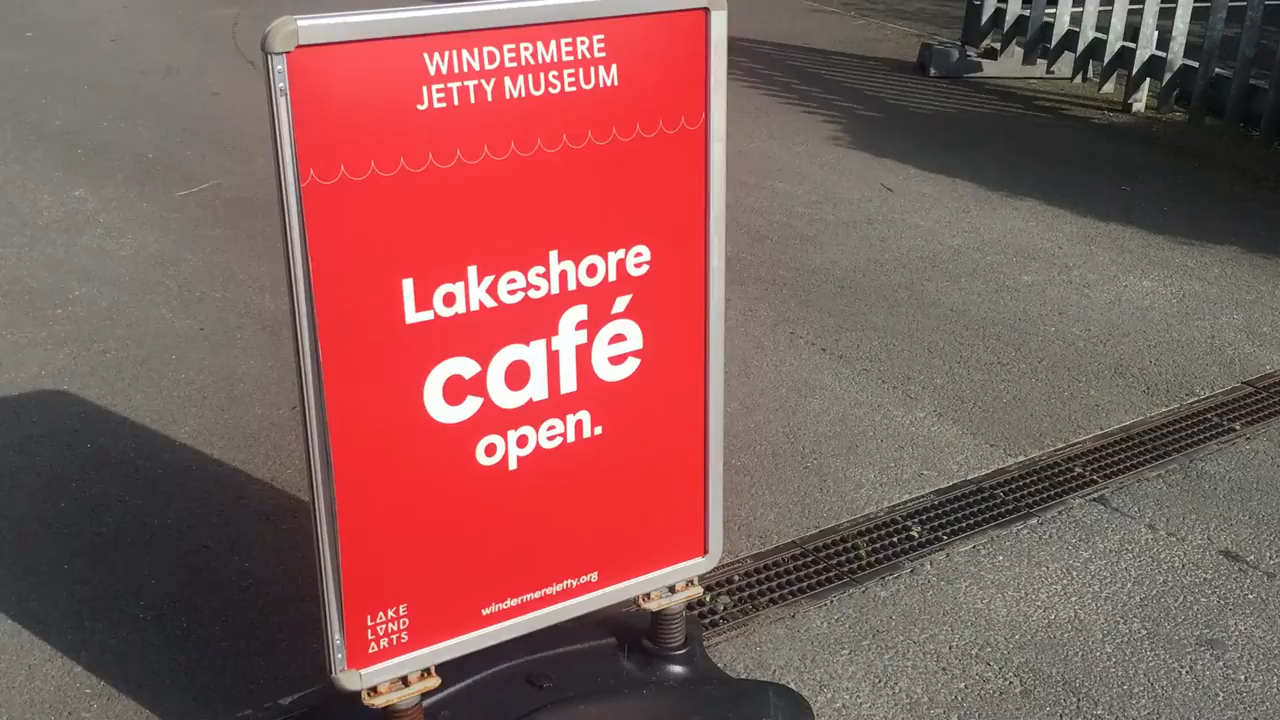 WINDERMERE
JETTY MUSEUM
Lakeshore
café
open.
windermerejetty.org
LAKE
LAND
ARTS